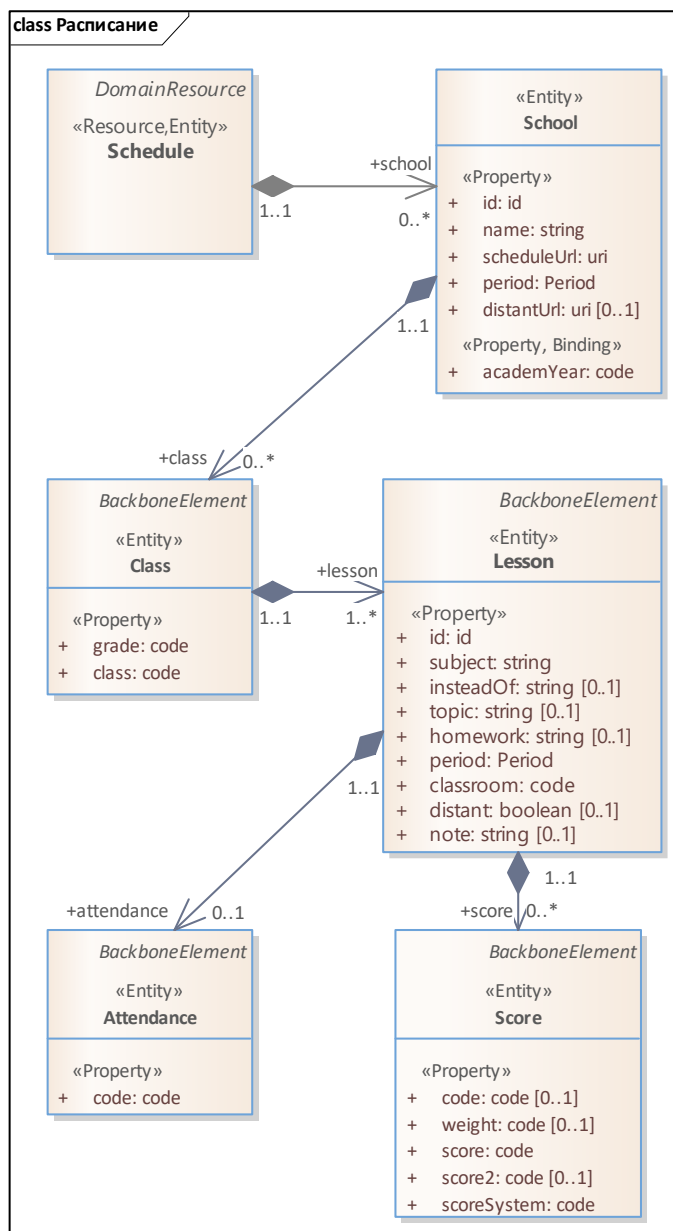 class Расписание
DomainResource
«Resource,Entity»
Schedule
«Entity»
School
«Property»
+ id: id
+ name: string
+ scheduleUrl: uri
+ period: Period
+ distantUrl: uri [0..1]
«Property, Binding»
+ academYear: code
+school
1..1
0..*
1..1
+class
0..*
BackboneElement
«Entity»
Class
«Property»
+ grade: code
+ class: code
+lesson
1..1
1..*
BackboneElement
«Entity»
Lesson
«Property»
+ id: id
+ subject: string
+ insteadOf: string [0..1]
+ topic: string [0..1]
+ homework: string [0..1]
+ period: Period
+ classroom: code
+ distant: boolean [0..1]
+ note: string [0..1]
1..1
+attendance
0..1
1..1
+score
0..*
BackboneElement
«Entity»
Attendance
«Property»
+ code: code
BackboneElement
«Entity»
Score
«Property»
+ code: code [0..1]
+ weight: code [0..1]
+ score: code
+ score2: code [0..1]
+ scoreSystem: code